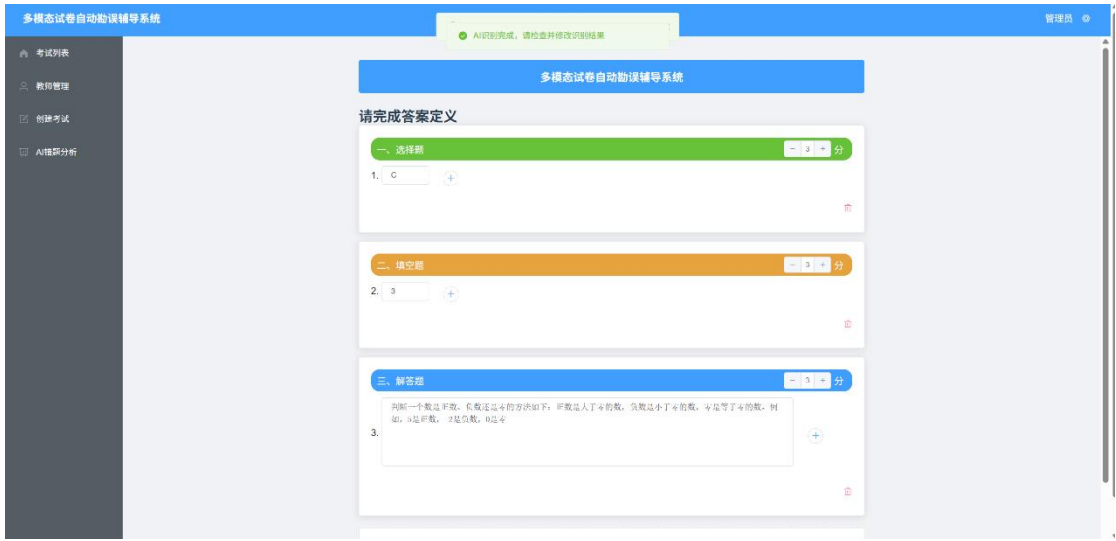 多模态试卷自动勘误辅导系统
管理员
AI识别完成，请检查并修改识别结果
考试列表
教师管理
创建考试
AI错题分析
多模态试卷自动勘误辅导系统
请完成答案定义
一、选择题 - 3 + 分
1. C +
二、填空题 - 3 + 分
2. 3 +
三、解答题 - 3 + 分
判断一个数是正数、负数还是零的方法如下：正数是大于零的数，负数是小于零的数，零是等于零的数。例
如，5是正数， 2是负数，0是零
3. +